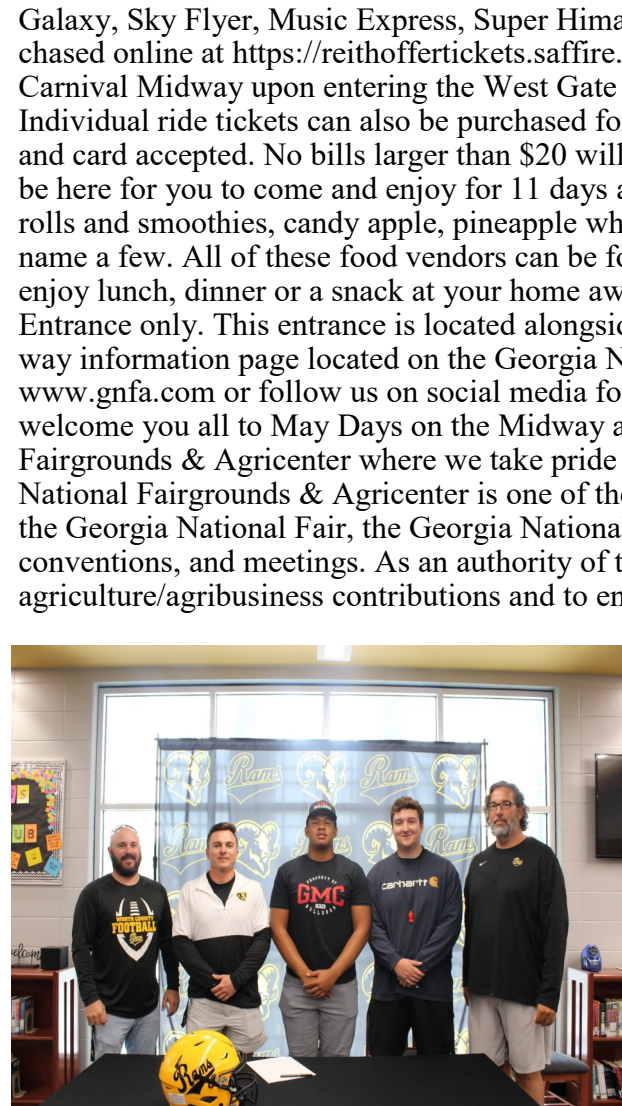 Galaxy, Sky Flyer, Music Express, Super Hima
chased online at https://reithoffertickets.saffire.
Carnival Midway upon entering the West Gate
Individual ride tickets can also be purchased fo
and card accepted. No bills larger than $20 will
be here for you to come and enjoy for 11 days a
rolls and smoothies, candy apple, pineapple wh
name a few. All of these food vendors can be fo
enjoy lunch, dinner or a snack at your home aw
Entrance only. This entrance is located alongsid
way information page located on the Georgia N
www.gnfa.com or follow us on social media fo
welcome you all to May Days on the Midway a
Fairgrounds & Agricenter where we take pride
National Fairgrounds & Agricenter is one of the
the Georgia National Fair, the Georgia Nationa
conventions, and meetings. As an authority of t
agriculture/agribusiness contributions and to en
Rams
Rams
Rams
PROPERTY OF
GMC
BULLDOGS
carhartt
WORTH COUNTY
FOOTBALL
UB
welcom
Rams